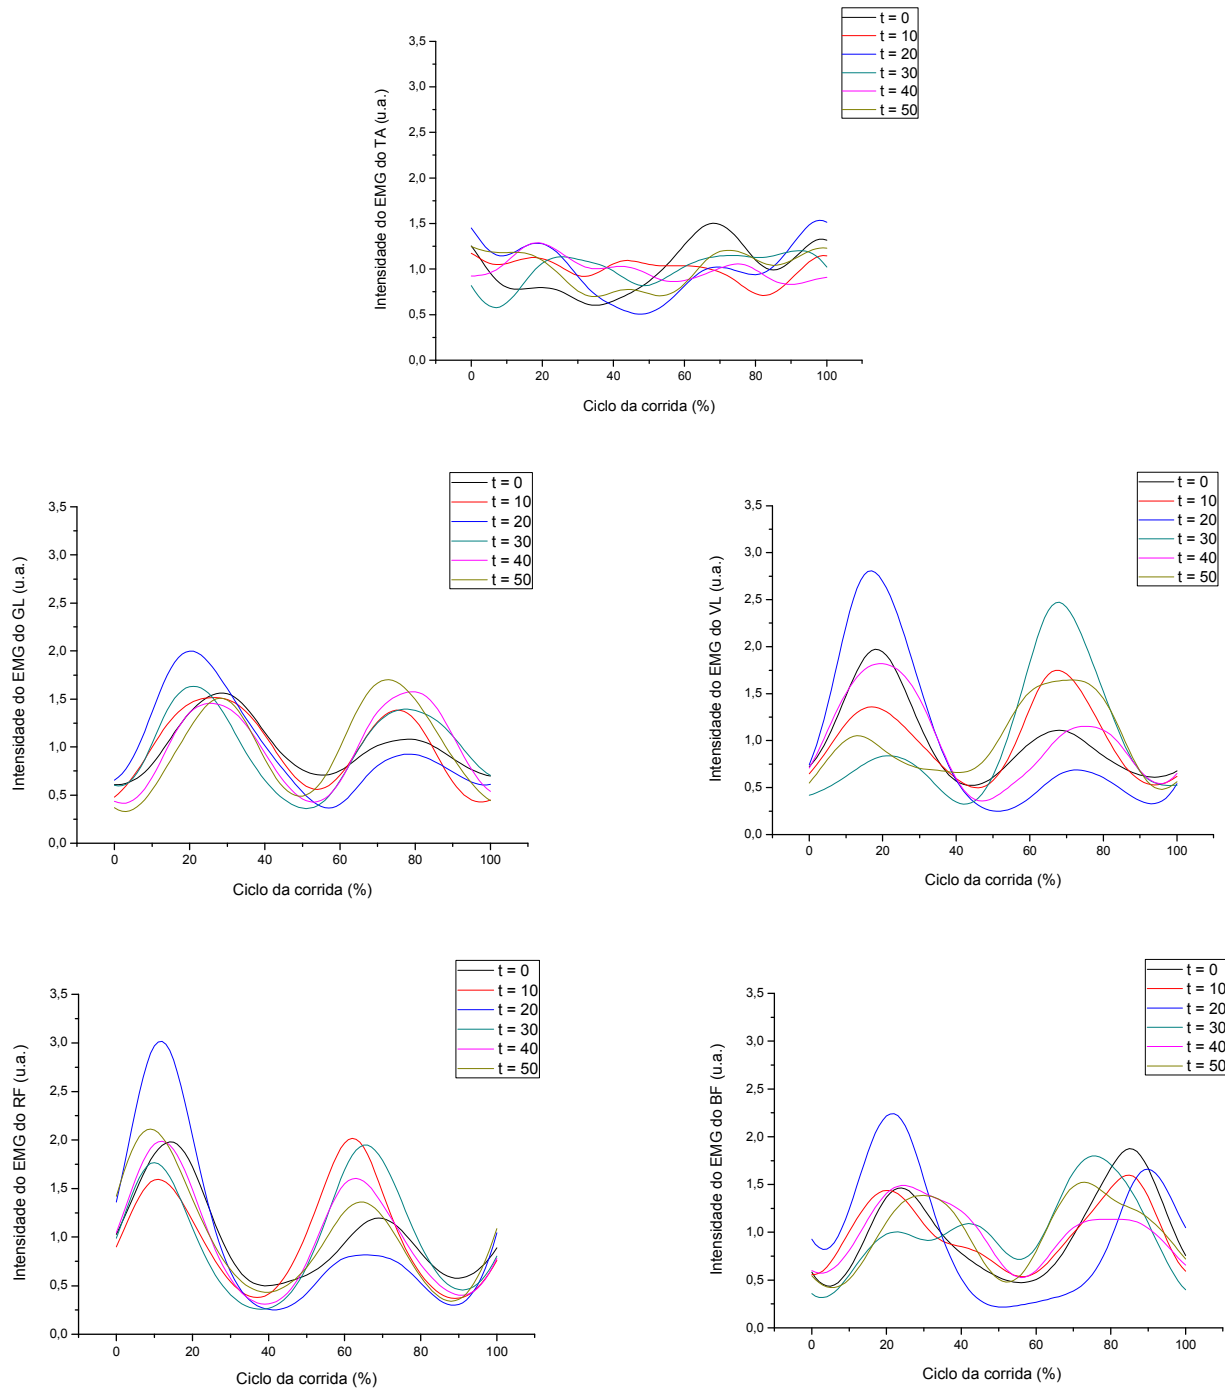 t = 0
t = 10
t = 20
t = 30
t = 40
t = 50
Intensidade do EMG do TA (u.a.)
3,5
3,0
2,5
2,0
1,5
1,0
0,5
0,0
0 20 40 60 80 100
Ciclo da corrida (%)
t = 0
t = 10
t = 20
t = 30
t = 40
t = 50
Intensidade do EMG do GL (u.a.)
3,5
3,0
2,5
2,0
1,5
1,0
0,5
0,0
0 20 40 60 80 100
Ciclo da corrida (%)
t = 0
t = 10
t = 20
t = 30
t = 40
t = 50
Intensidade do EMG do VL (u.a.)
3,5
3,0
2,5
2,0
1,5
1,0
0,5
0,0
0 20 40 60 80 100
Ciclo da corrida (%)
t = 0
t = 10
t = 20
t = 30
t = 40
t = 50
Intensidade do EMG do RF (u.a.)
3,5
3,0
2,5
2,0
1,5
1,0
0,5
0,0
0 20 40 60 80 100
Ciclo da corrida (%)
t = 0
t = 10
t = 20
t = 30
t = 40
t = 50
Intensidade do EMG do BF (u.a.)
3,5
3,0
2,5
2,0
1,5
1,0
0,5
0,0
0 20 40 60 80 100
Ciclo da corrida (%)